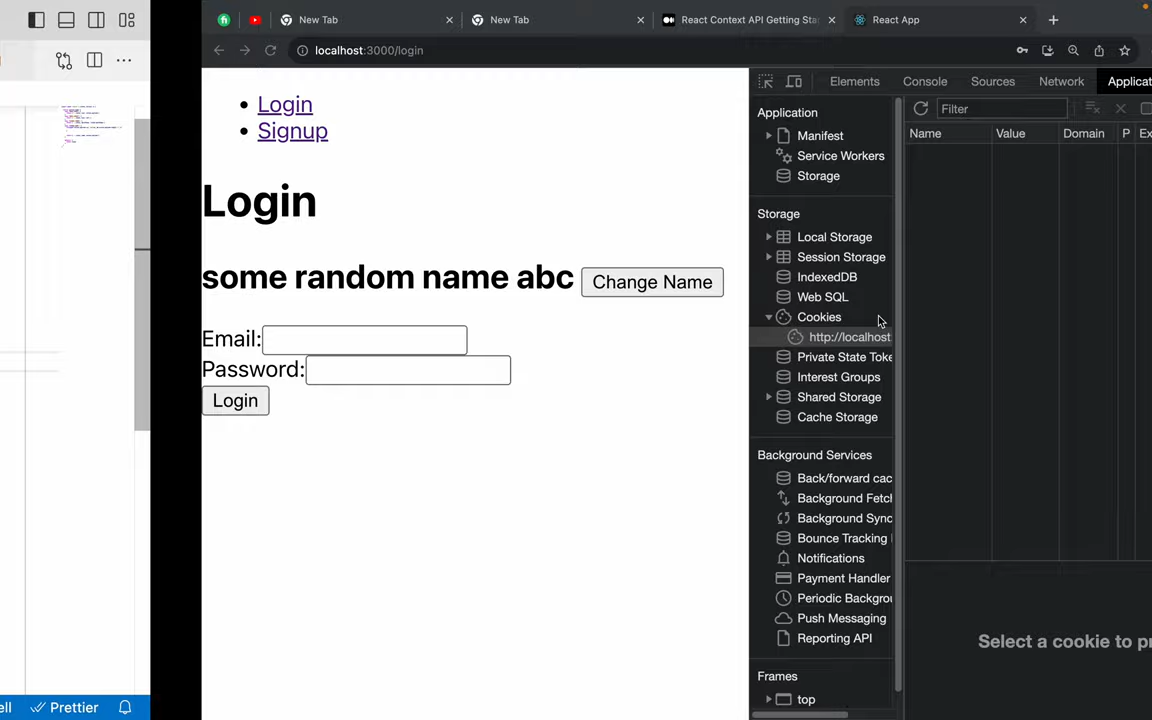 New Tab
New Tab
React Context API Getting Sta
React App
localhost:3000/login
Login
Signup
Login
some random name abc
Change Name
Email:
Password:
Login
Elements
Console
Sources
Network
Applicat
Application
Manifest
Service Workers
Storage
Storage
Local Storage
Session Storage
IndexedDB
Web SQL
Cookies
http://localhost
Private State Toke
Interest Groups
Shared Storage
Cache Storage
Background Services
Back/forward cac
Background Fetch
Background Sync
Bounce Tracking
Notifications
Payment Handler
Periodic Backgrou
Push Messaging
Reporting API
Frames
top
Filter
Name
Value
Domain
P
Ex
Select a cookie to pr
ell
Prettier